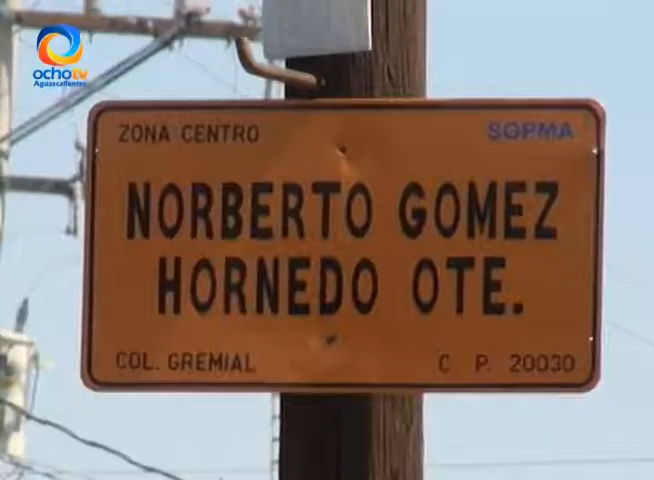 ochotv
Aguascalientes
ZONA CENTRO SOPMA
NORBERTO GOMEZ
HORNEDO OTE.
COL. GREMIAL C P. 20030